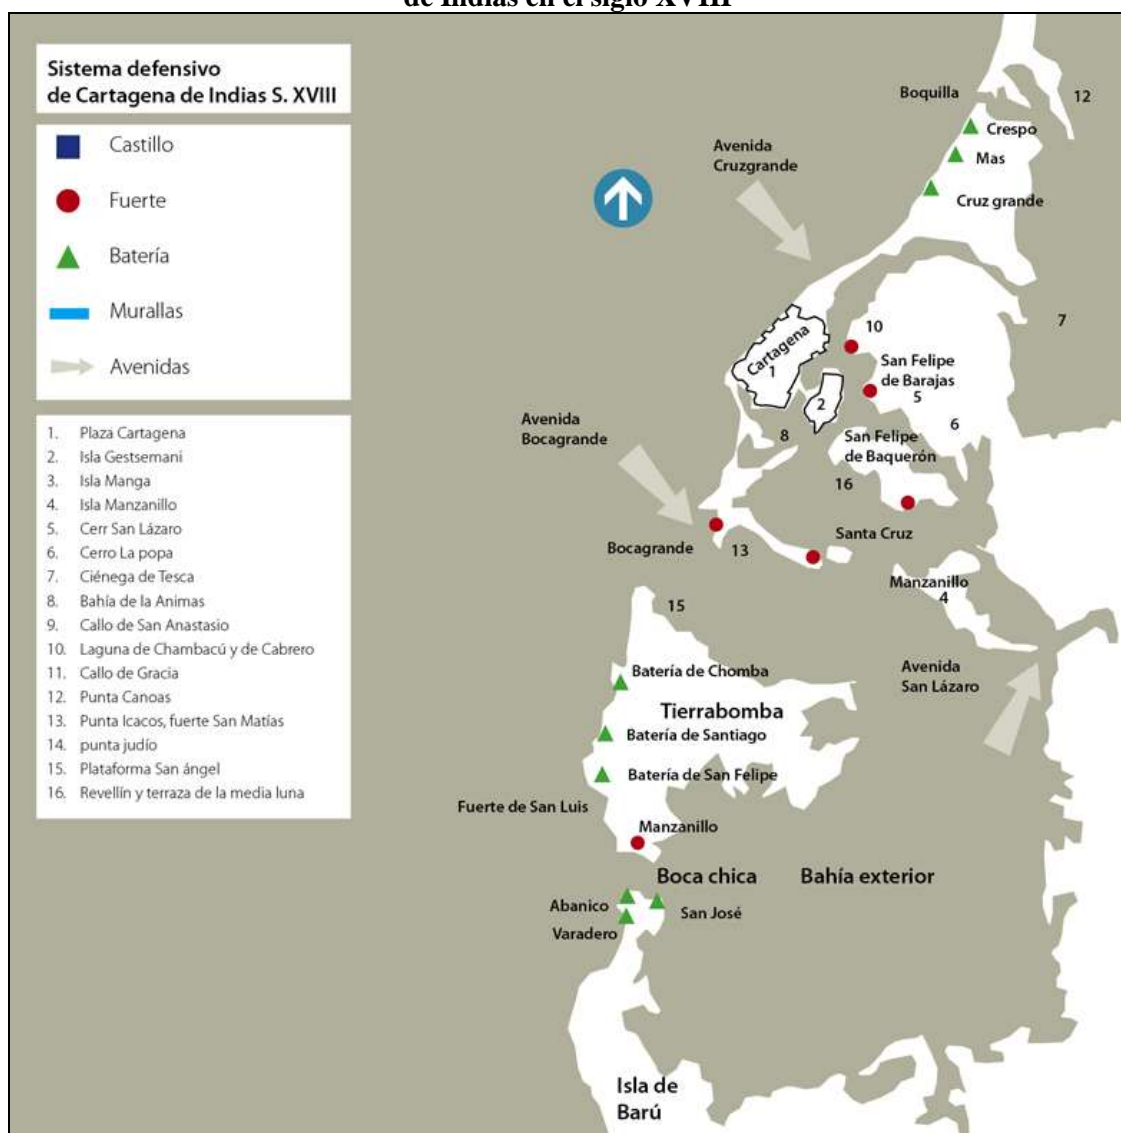 de Indias en el siglo XVIII
Sistema defensivo
de Cartagena de Indias S. XVIII
Castillo
Fuerte
Batería
Murallas
Avenidas
1. Plaza Cartagena
2. Isla Gestsemani
3. Isla Manga
4. Isla Manzanillo
5. Cerr San Lázaro
6. Cerro La popa
7. Ciénega de Tesca
8. Bahía de la Animas
9. Callo de San Anastasio
10. Laguna de Chambacú y de Cabrero
11. Callo de Gracia
12. Punta Canoas
13. Punta Icacos, fuerte San Matías
14. punta judío
15. Plataforma San ángel
16. Revellín y terraza de la media luna
Boquilla
12
Crespo
Mas
Cruz grande
Avenida
Cruzgrande
7
10
Cartagena
1
San Felipe
de Barajas
5
2
6
Avenida
Bocagrande
8
San Felipe
de Baquerón
16
Santa Cruz
Bocagrande
13
Manzanillo
4
15
Avenida
San Lázaro
Batería de Chomba
Tierrabomba
Batería de Santiago
Batería de San Felipe
Fuerte de San Luis
Manzanillo
Boca chica
Bahía exterior
Abanico
San José
Varadero
Isla de
Barú